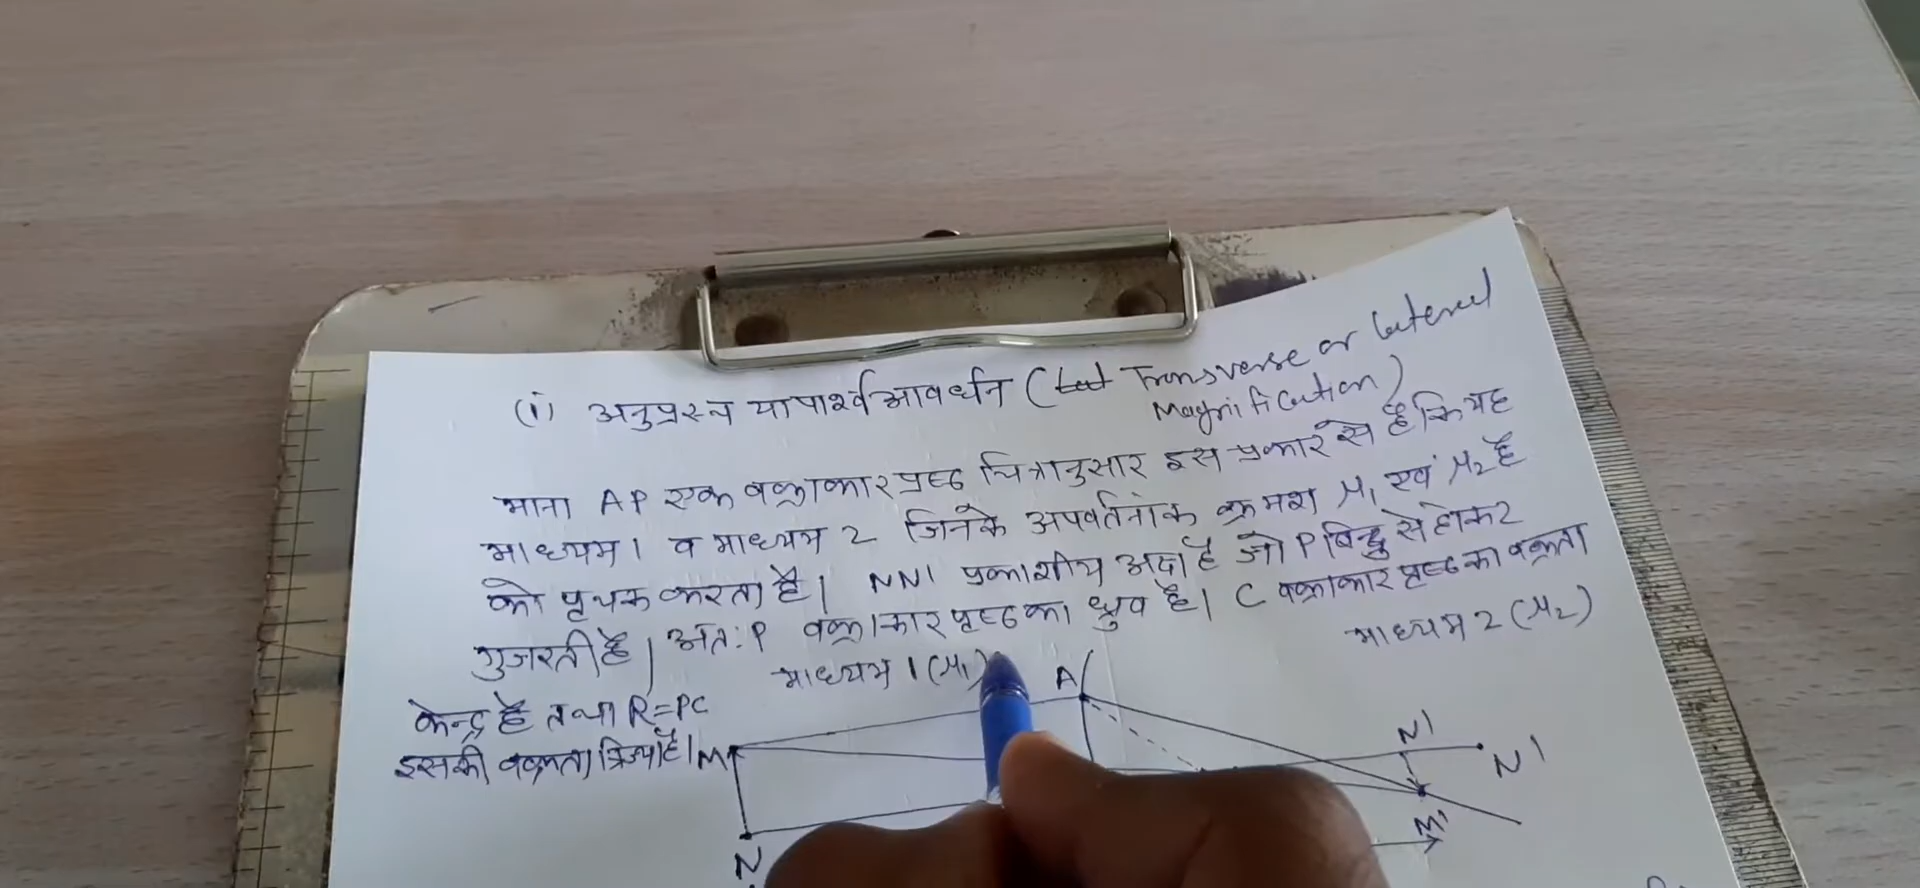 (i) अनुप्रस्थ या पार्श्व आवर्धन (Transverse or lateral
Magnification)
माना AP एक वक्राकार पृष्ठ चित्रानुसार इस प्रकार से है कि यह
माध्यम 1 व माध्यम 2 जिनके अपवर्तनांक क्रमश μ1 एवं μ2 है
को पृथक करता है। NN1 प्रकाशीय अक्ष है जो P बिन्दु से होकर
गुजरती है। अतः P वक्राकार पृष्ठ का ध्रुव है। C वक्राकार पृष्ठ का वक्रता
केन्द्र है तथा R=PC
इसकी वक्रता त्रिज्या है।
माध्यम 1 (μ1)
माध्यम 2 (μ2)
A
M
N
N1
N1
M1